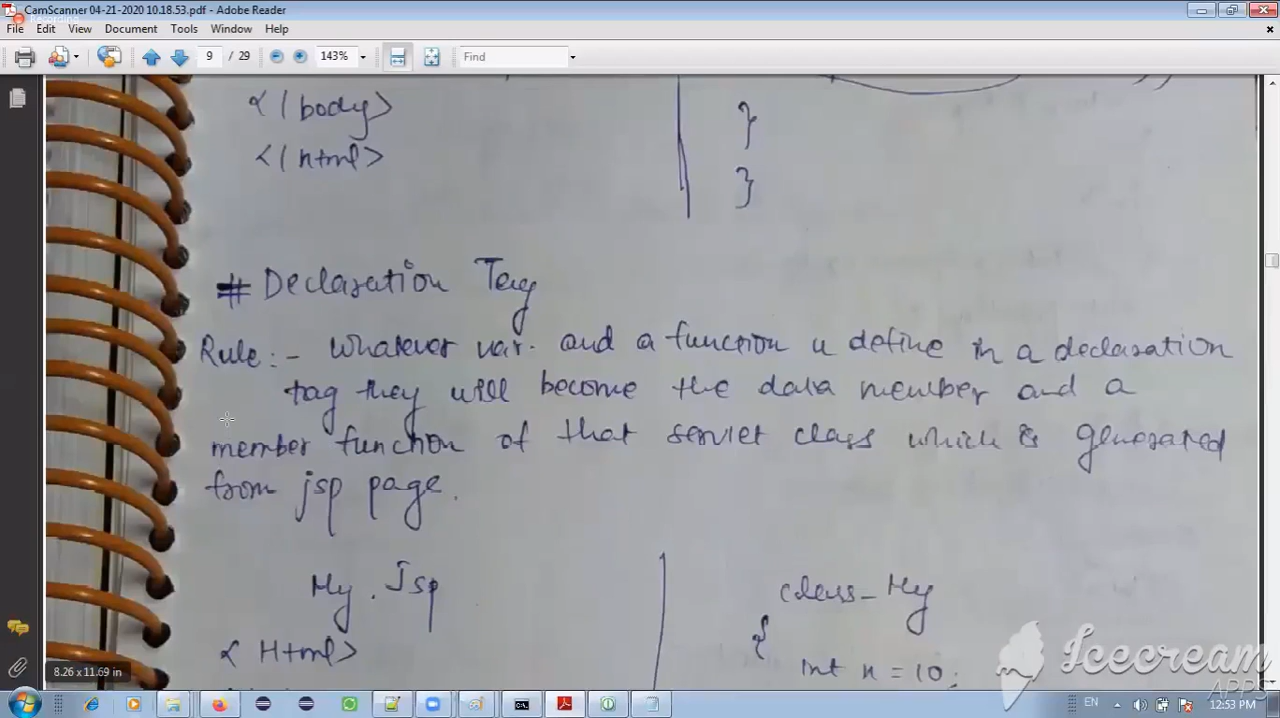 CamScanner 04-21-2020 10.18.53.pdf - Adobe Reader
Recording
File Edit View Document Tools Window Help
9 / 29 143% Find
</body>
</html>
}
}
# Declaration Tag
Rule:- Whatever var. and a function u define in a declaration
tag they will become the data member and a
member function of that servlet class which is generated
from jsp page.
My.Jsp
class-My
{
< Html>
int x = 10;
8.26 x 11.69 in
Icecream
APPS
EN 12:53 PM